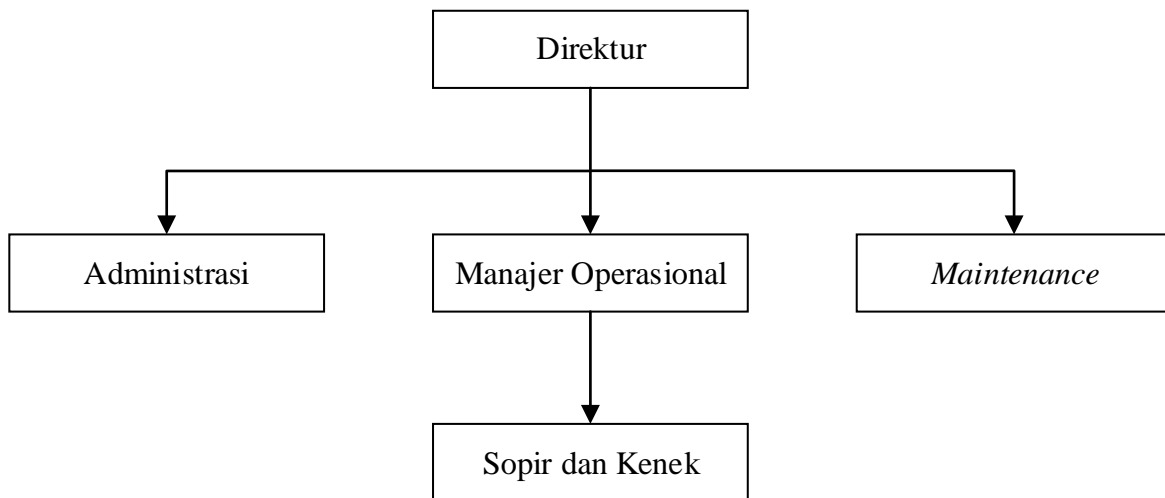 Direktur
Administrasi
Manajer Operasional
Maintenance
Sopir dan Kenek